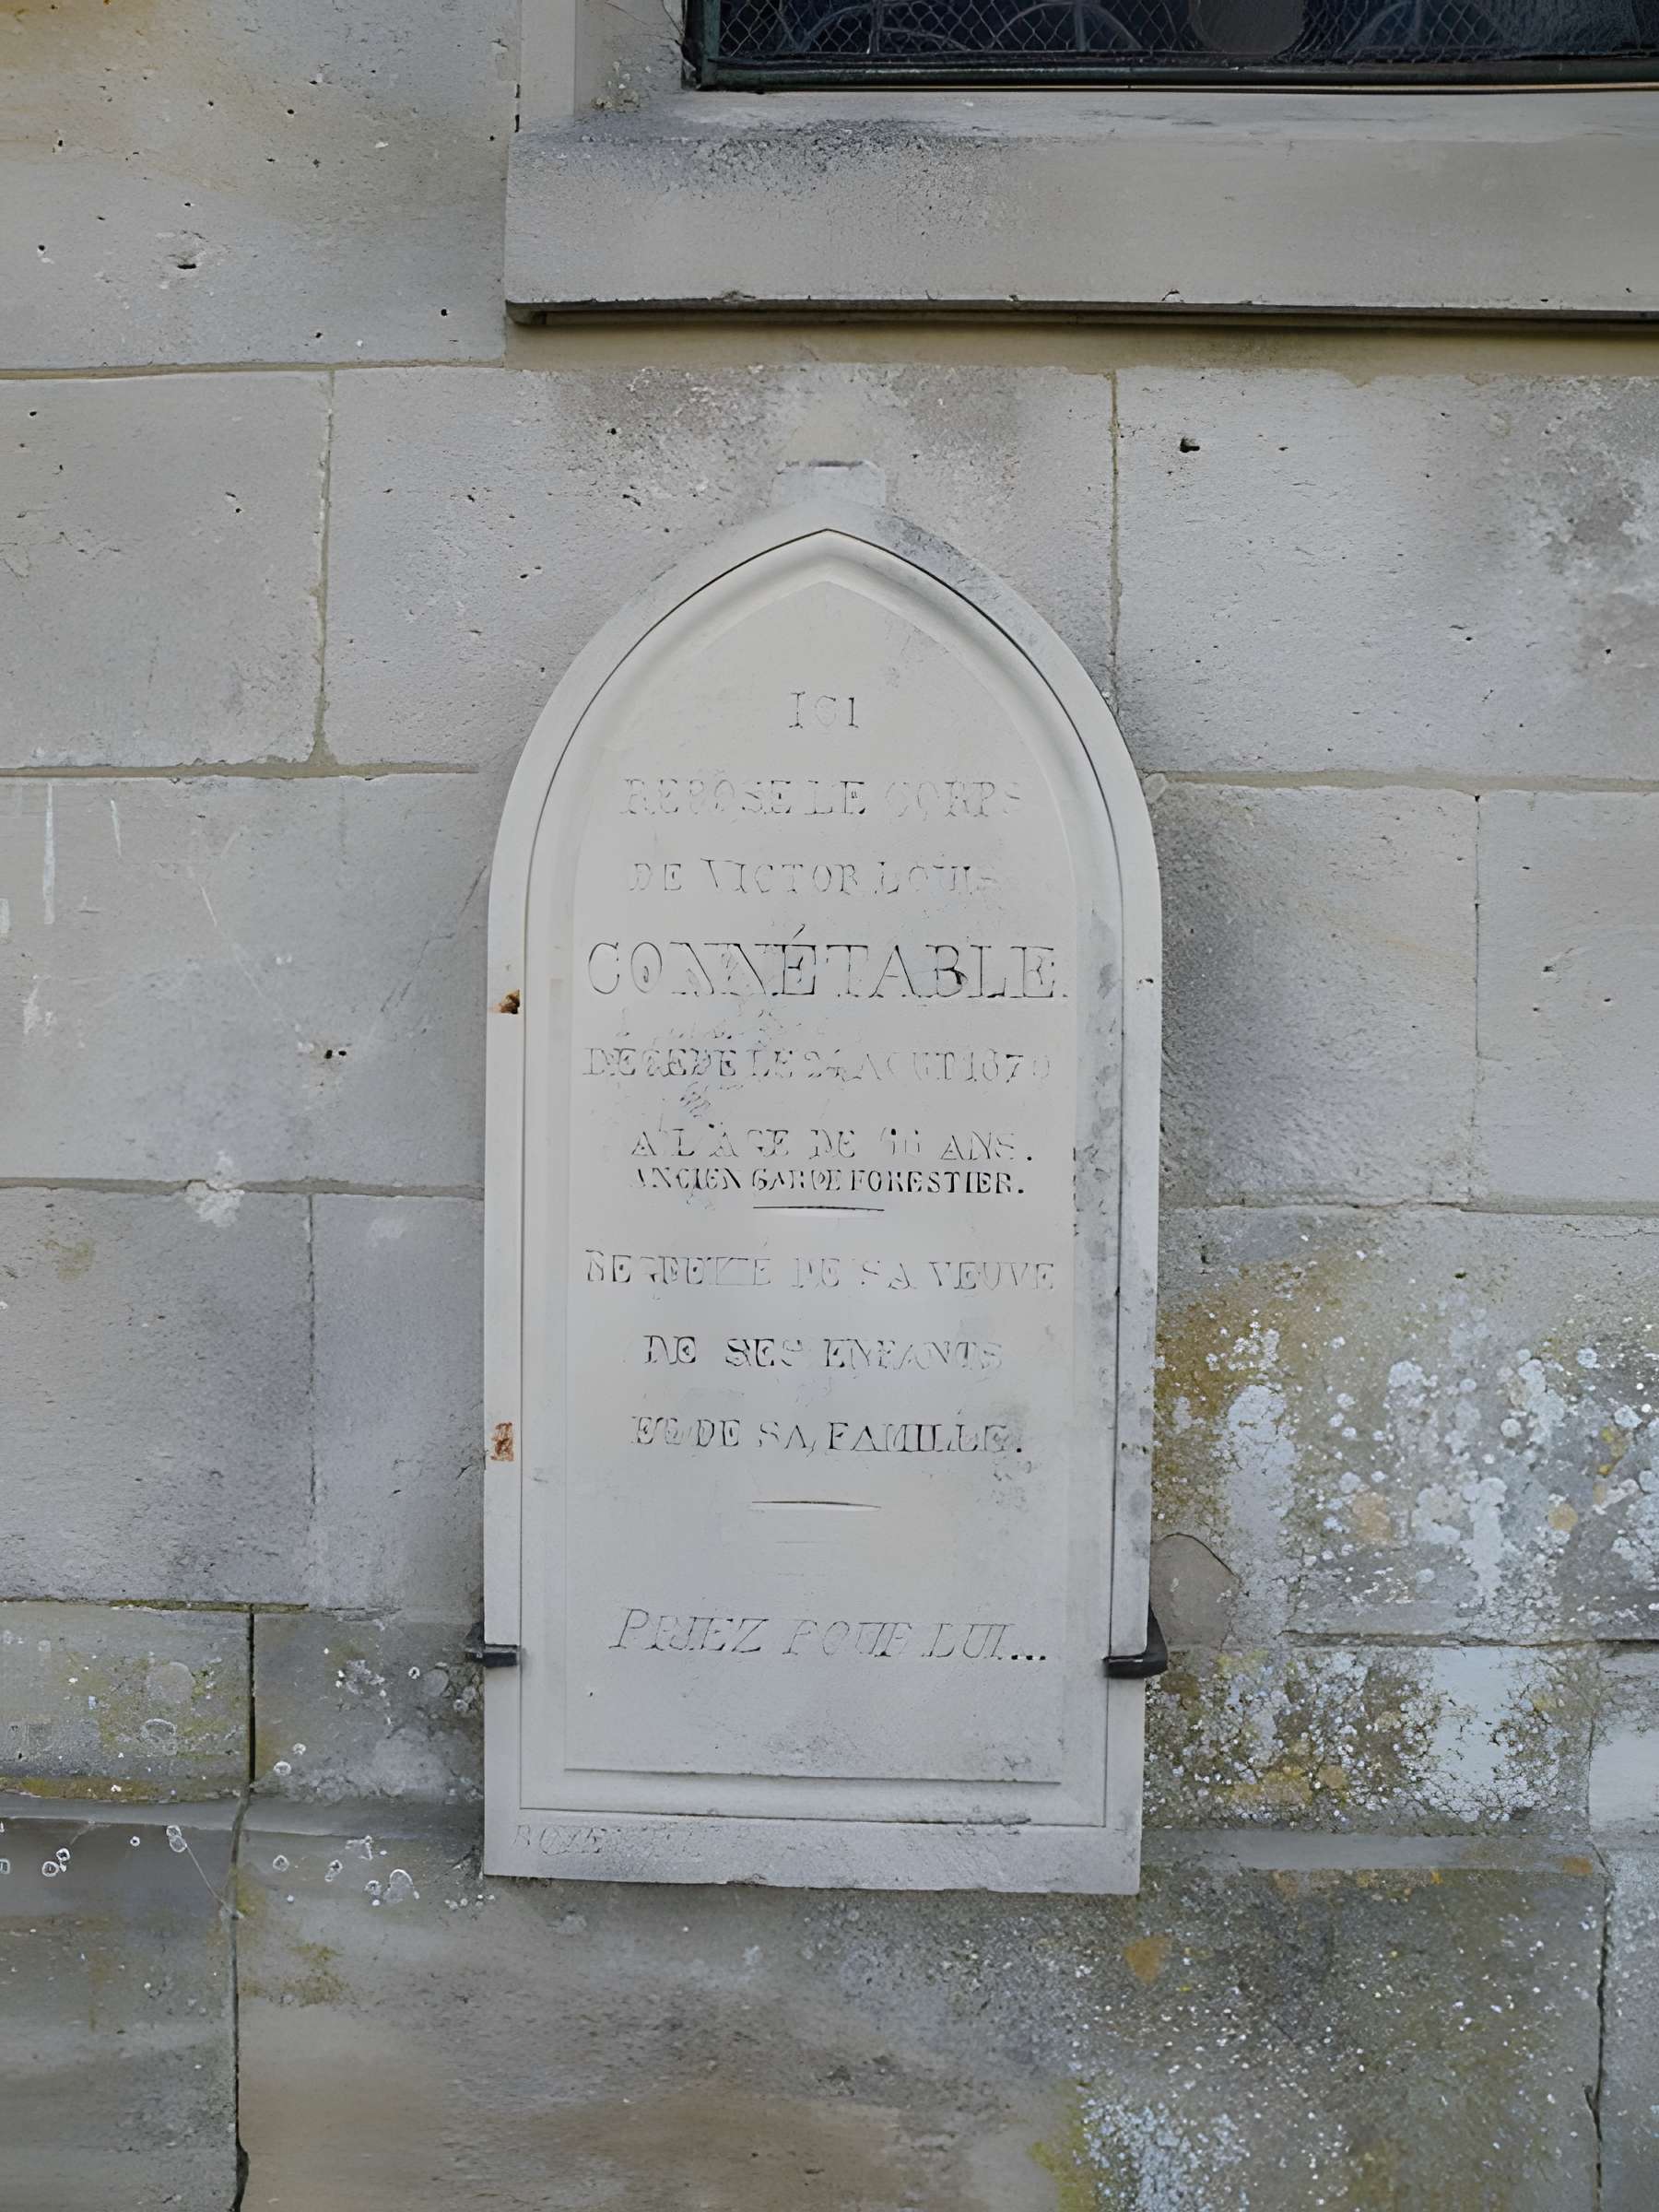 ICI
REPOSE LE CORPS
DE VICTOR LOUIS
CONNÉTABLE.
DÉCÉDÉ LE 24 AOUT 1870
A L'AGE DE ANS.
ANCIEN GARDE FORESTIER.
REGRETTÉ DE SA VEUVE
DE SES ENFANTS
ET DE SA FAMILLE.
PRIEZ POUR LUI...